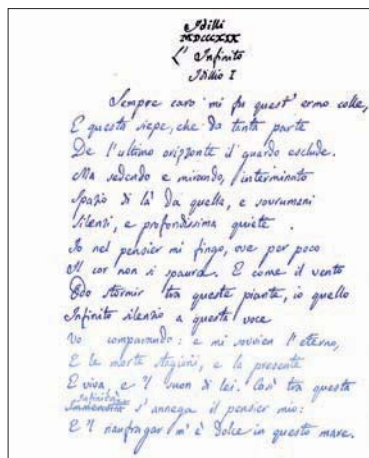 Idilli
MDCCCXIX
L'Infinito
Idillio I
Sempre caro mi fu quest'ermo colle,
E questa siepe, che da tanta parte
De l'ultimo orizzonte il guardo esclude.
Ma sedendo e mirando, interminato
Spazio di là da quella, e sovrumani
Silenzi, e profondissima quiete
Io nel pensier mi fingo, ove per poco
Il cor non si spaura. E come il vento
Odo stormir tra queste piante, io quello
Infinito silenzio a questa voce
Vo comparando: e mi sovvien l'eterno,
E le morte stagioni, e la presente
E viva, e 'l suon di lei. Così tra questa
Infinità
Immensità s'annega il pensier mio:
E 'l naufragar m'è dolce in questo mare.